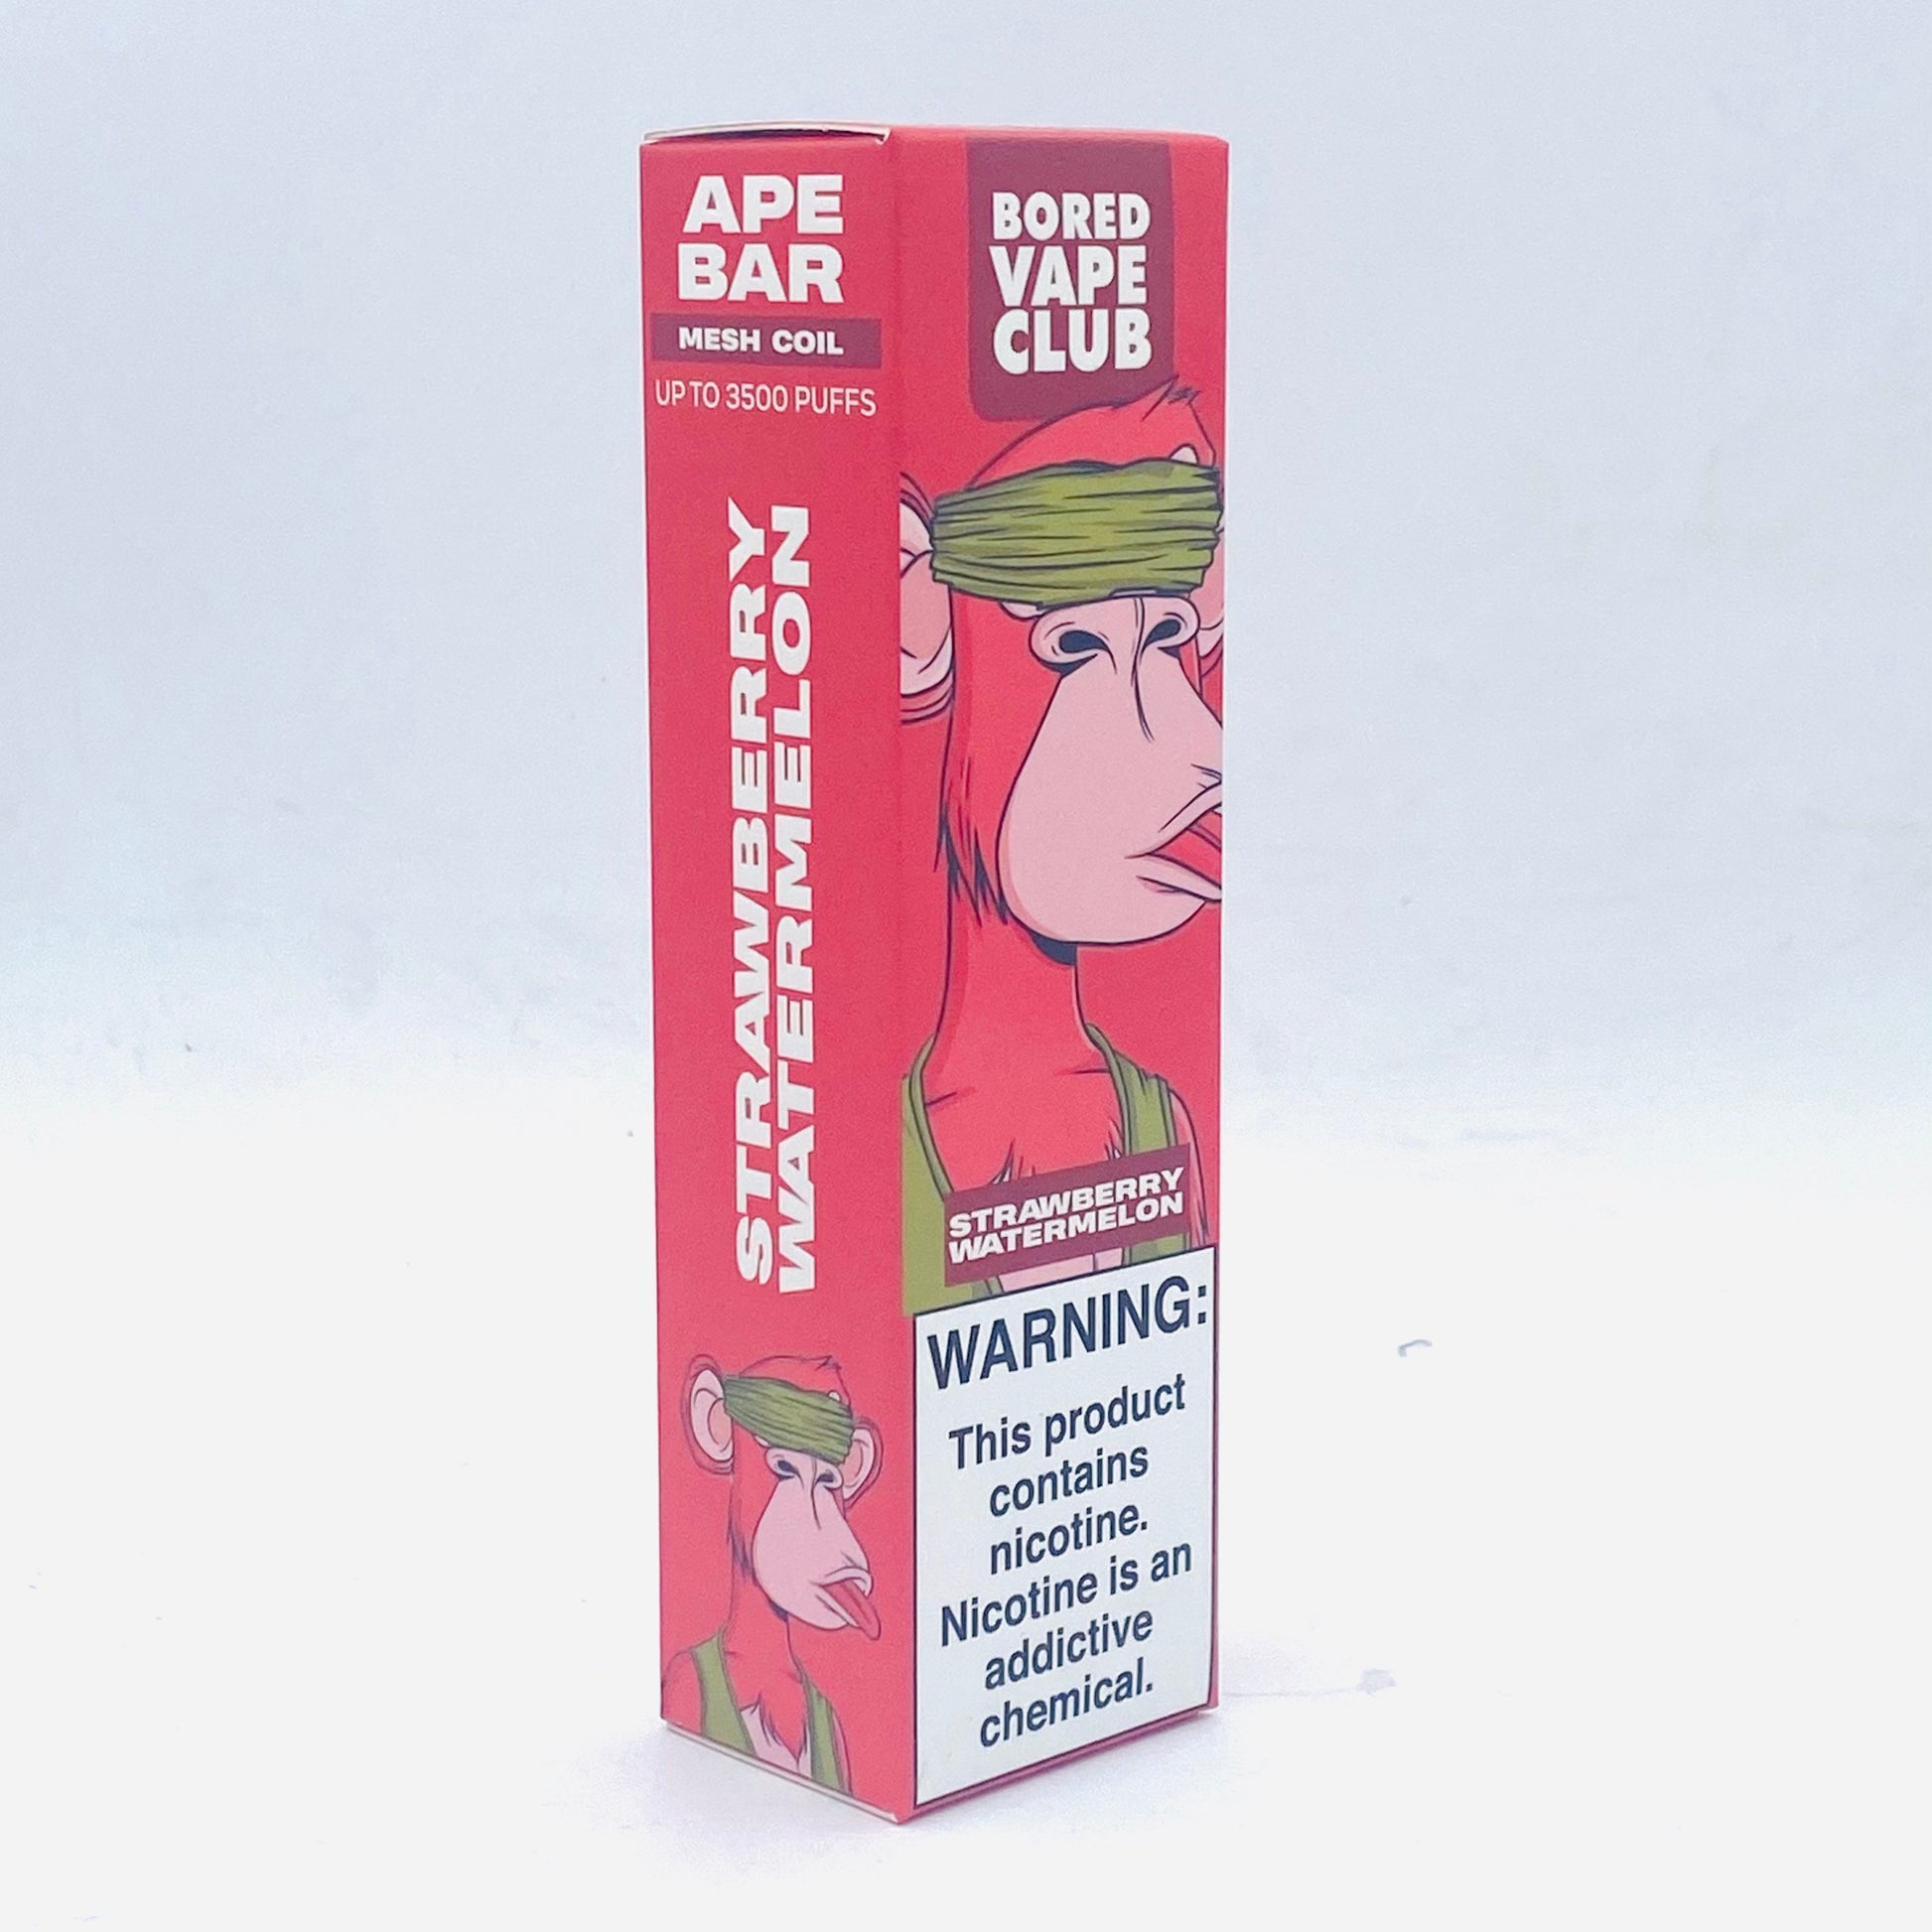 APE
BAR
MESH COIL
UP TO 3500 PUFFS
STRAWBERRY
WATERMELON
BORED
VAPE
CLUB
STRAWBERRY
WATERMELON
WARNING:
This product
contains
nicotine.
Nicotine is an
addictive
chemical.